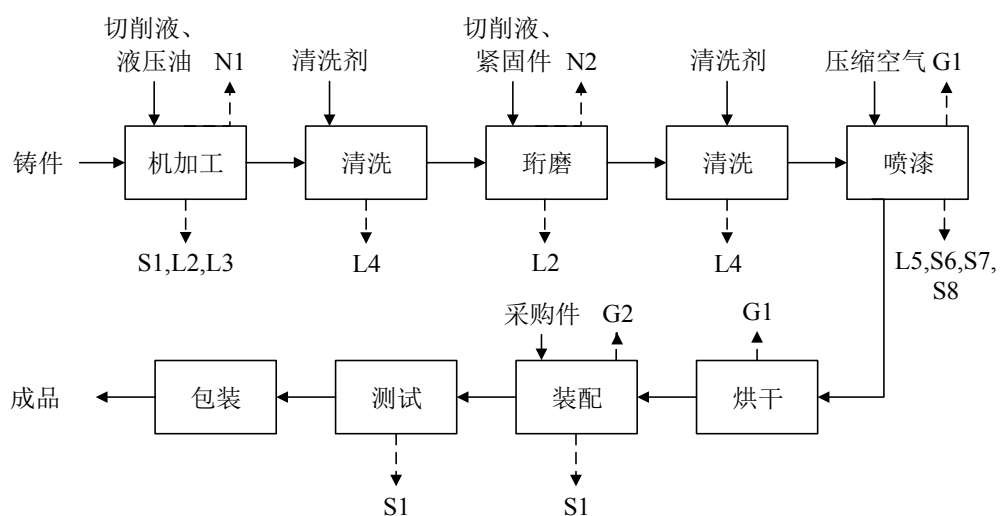 切削液、
液压油 N1
清洗剂
切削液、
紧固件 N2
清洗剂
压缩空气 G1
铸件
机加工
清洗
珩磨
清洗
喷漆
S1,L2,L3
L4
L2
L4
L5,S6,S7,
S8
采购件
G2
G1
成品
包装
测试
装配
烘干
S1
S1